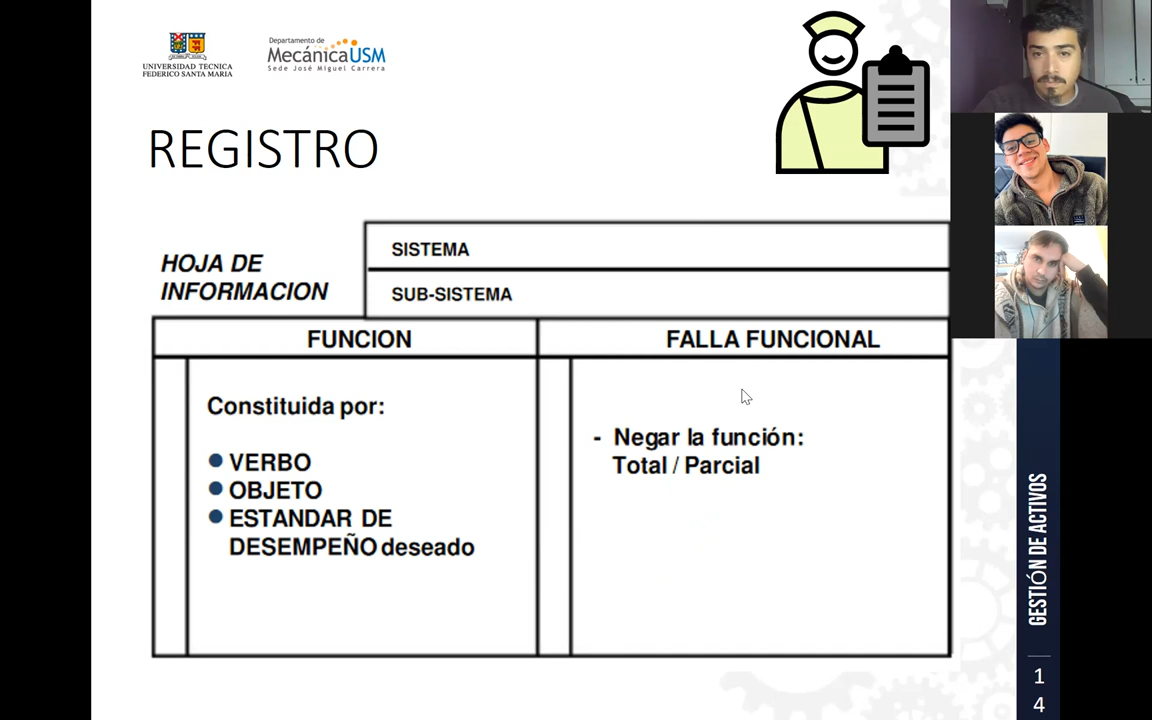 UNIVERSIDAD TECNICA
FEDERICO SANTA MARIA
Departamento de
MecánicaUSM
Sede José Miguel Carrera
REGISTRO
HOJA DE
INFORMACION
SISTEMA
SUB-SISTEMA
FUNCION
FALLA FUNCIONAL
Constituida por:
VERBO
OBJETO
ESTANDAR DE
DESEMPEÑO deseado
- Negar la función:
Total / Parcial
GESTIÓN DE ACTIVOS
1
4